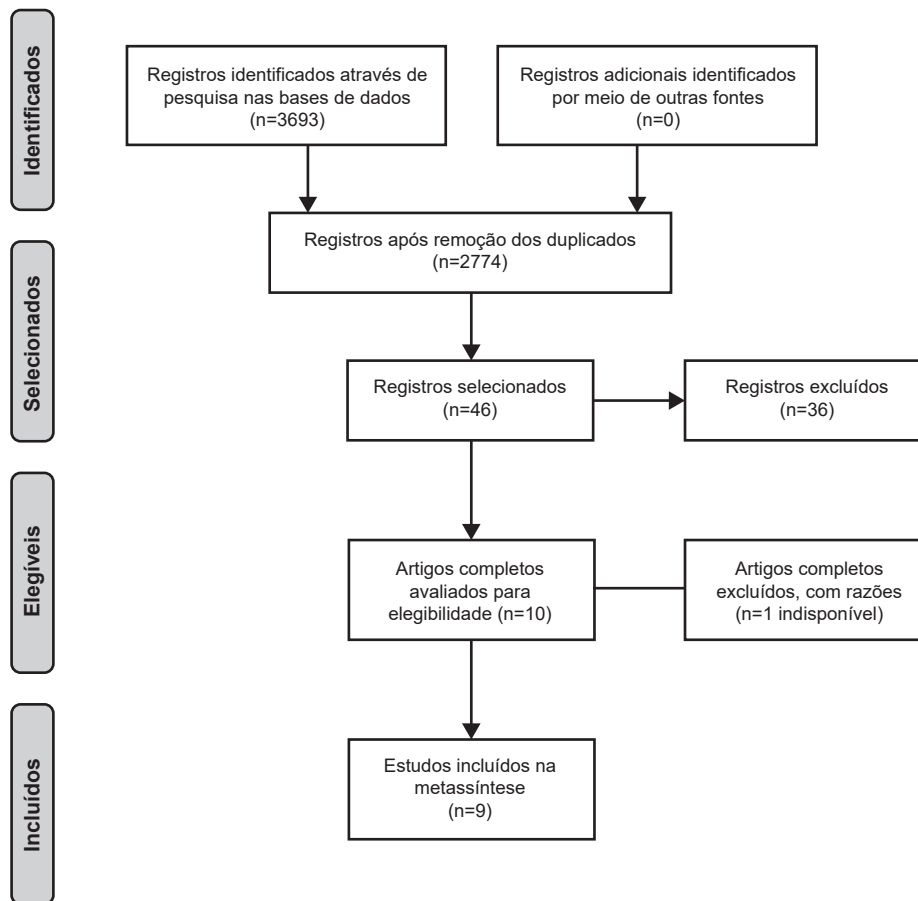 Identificados
Registros identificados através de
pesquisa nas bases de dados
(n=3693)
Registros adicionais identificados
por meio de outras fontes
(n=0)
Registros após remoção dos duplicados
(n=2774)
Selecionados
Registros selecionados
(n=46)
Registros excluídos
(n=36)
Elegíveis
Artigos completos
avaliados para
elegibilidade (n=10)
Artigos completos
excluídos, com razões
(n=1 indisponível)
Incluídos
Estudos incluídos na
metassíntese
(n=9)